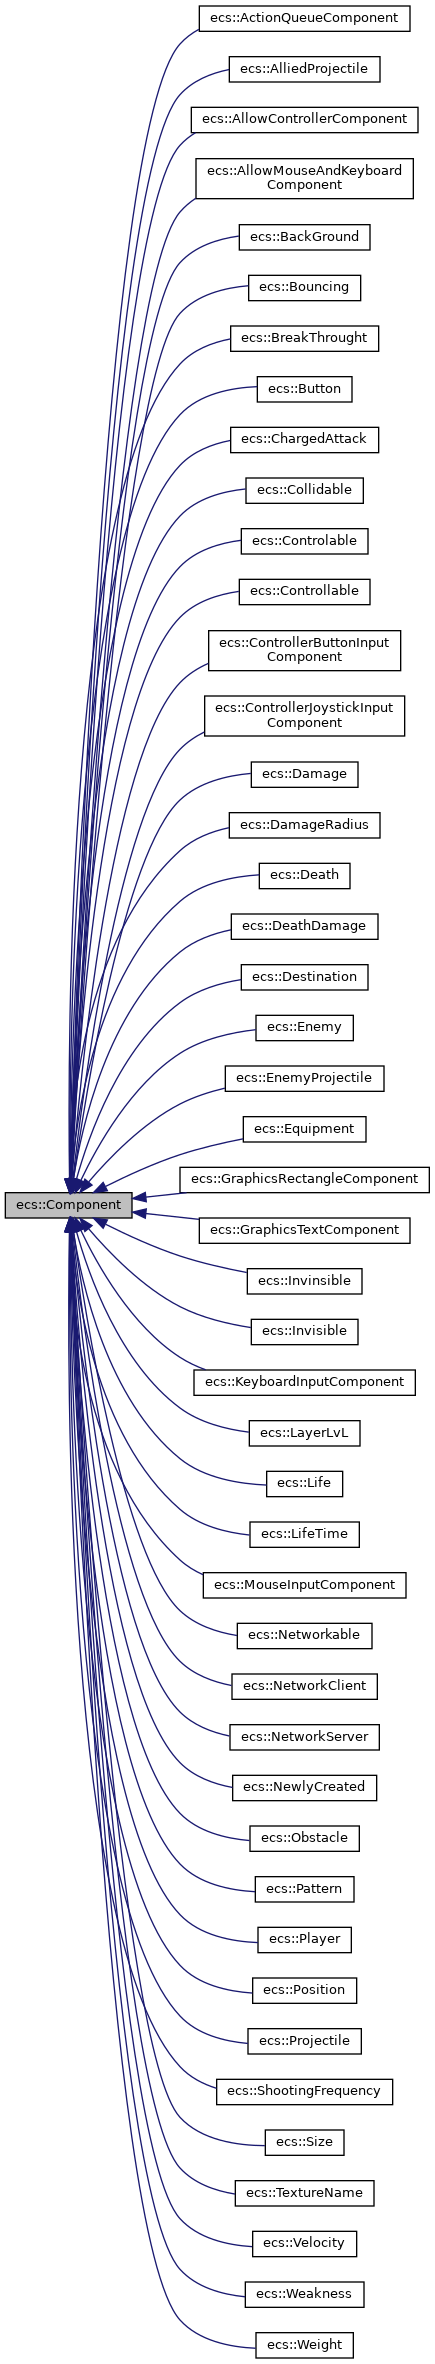 ecs::ActionQueueComponent
ecs::AlliedProjectile
ecs::AllowControllerComponent
ecs::AllowMouseAndKeyboard
Component
ecs::BackGround
ecs::Bouncing
ecs::BreakThrought
ecs::Button
ecs::ChargedAttack
ecs::Collidable
ecs::Controlable
ecs::Controllable
ecs::ControllerButtonInput
Component
ecs::ControllerJoystickInput
Component
ecs::Damage
ecs::DamageRadius
ecs::Death
ecs::DeathDamage
ecs::Destination
ecs::Enemy
ecs::EnemyProjectile
ecs::Equipment
ecs::GraphicsRectangleComponent
ecs::Component
ecs::GraphicsTextComponent
ecs::Invinsible
ecs::Invisible
ecs::KeyboardInputComponent
ecs::LayerLvL
ecs::Life
ecs::LifeTime
ecs::MouseInputComponent
ecs::Networkable
ecs::NetworkClient
ecs::NetworkServer
ecs::NewlyCreated
ecs::Obstacle
ecs::Pattern
ecs::Player
ecs::Position
ecs::Projectile
ecs::ShootingFrequency
ecs::Size
ecs::TextureName
ecs::Velocity
ecs::Weakness
ecs::Weight